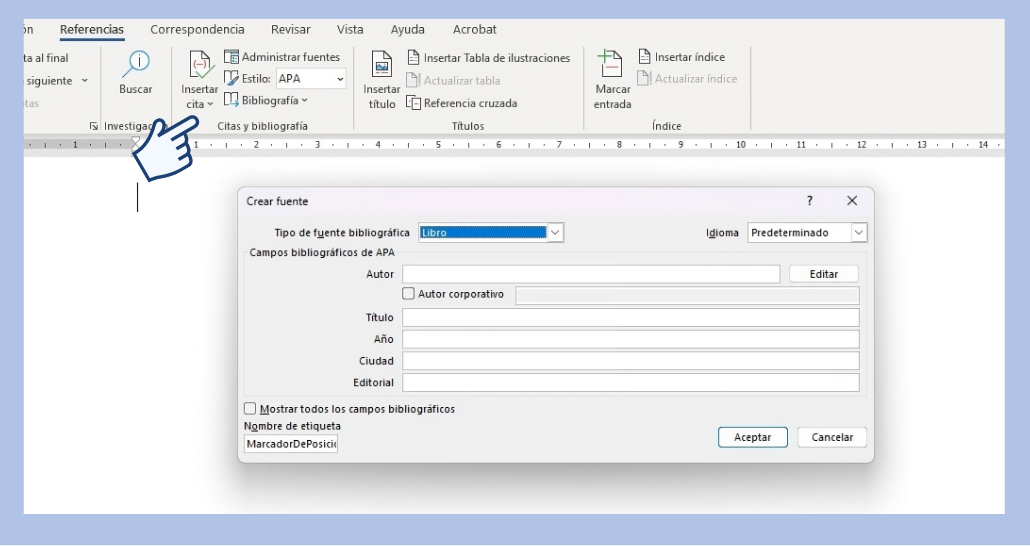 ón Referencias Correspondencia Revisar Vista Ayuda Acrobat
ta al final
siguiente
tas
Buscar
Investigac
Insertar
cita
Administrar fuentes
Estilo: APA
Bibliografía
Citas y bibliografía
Insertar
título
Insertar Tabla de ilustraciones
Actualizar tabla
Referencia cruzada
Títulos
Marcar
entrada
Insertar índice
Actualizar índice
Índice
1 1 2 3 4 5 6 7 8 9 10 11 12 13 14
Crear fuente ?
Tipo de fuente bibliográfica Libro Idioma Predeterminado
Campos bibliográficos de APA
Autor Editar
Autor corporativo
Título
Año
Ciudad
Editorial
Mostrar todos los campos bibliográficos
Nombre de etiqueta
MarcadorDePosici
Aceptar Cancelar